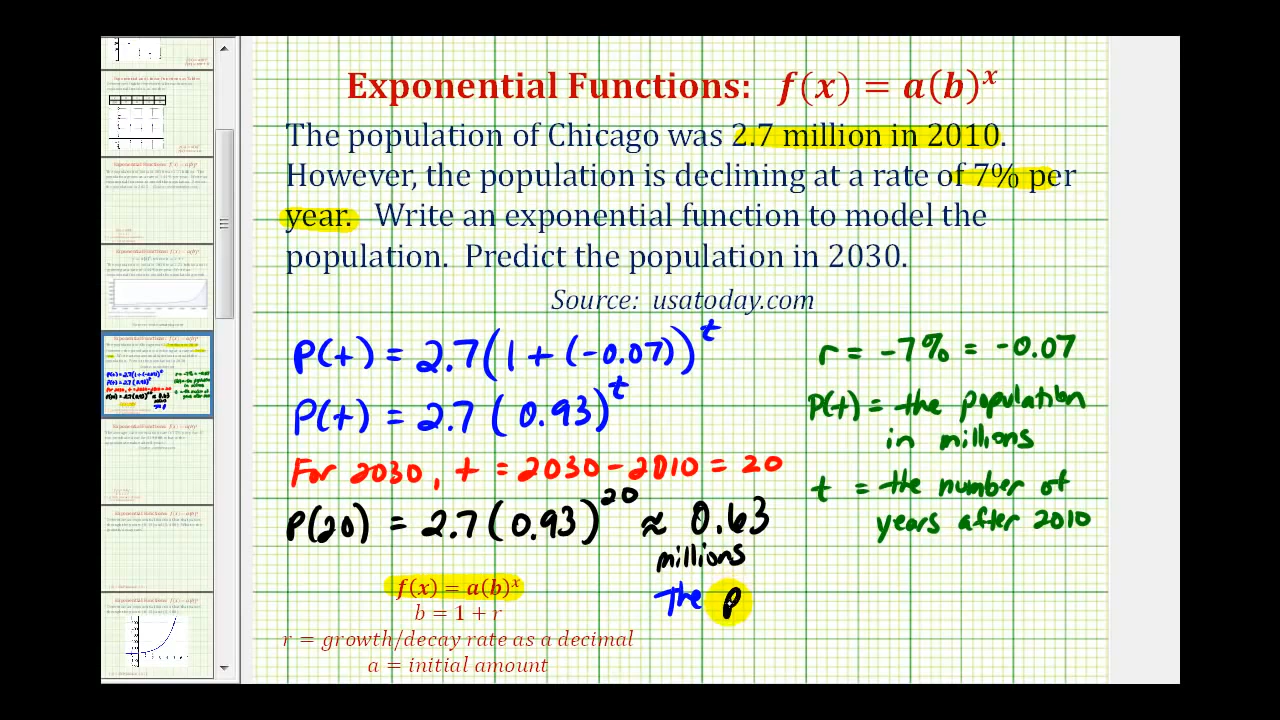 Exponential Functions: f(x) = a(b)^x
The population of Chicago was 2.7 million in 2010.
However, the population is declining at a rate of 7% per
year. Write an exponential function to model the
population. Predict the population in 2030.
Source: usatoday.com
P(t) = 2.7(1 + (-0.07))^t
P(t) = 2.7(0.93)^t
For 2030, t = 2030 - 2010 = 20
P(20) = 2.7(0.93)^20 ≈ 0.63
millions
The P
r = -7% = -0.07
P(t) = the population
in millions
t = the number of
years after 2010
f(x) = a(b)^x
b = 1 + r
r = growth/decay rate as a decimal
a = initial amount